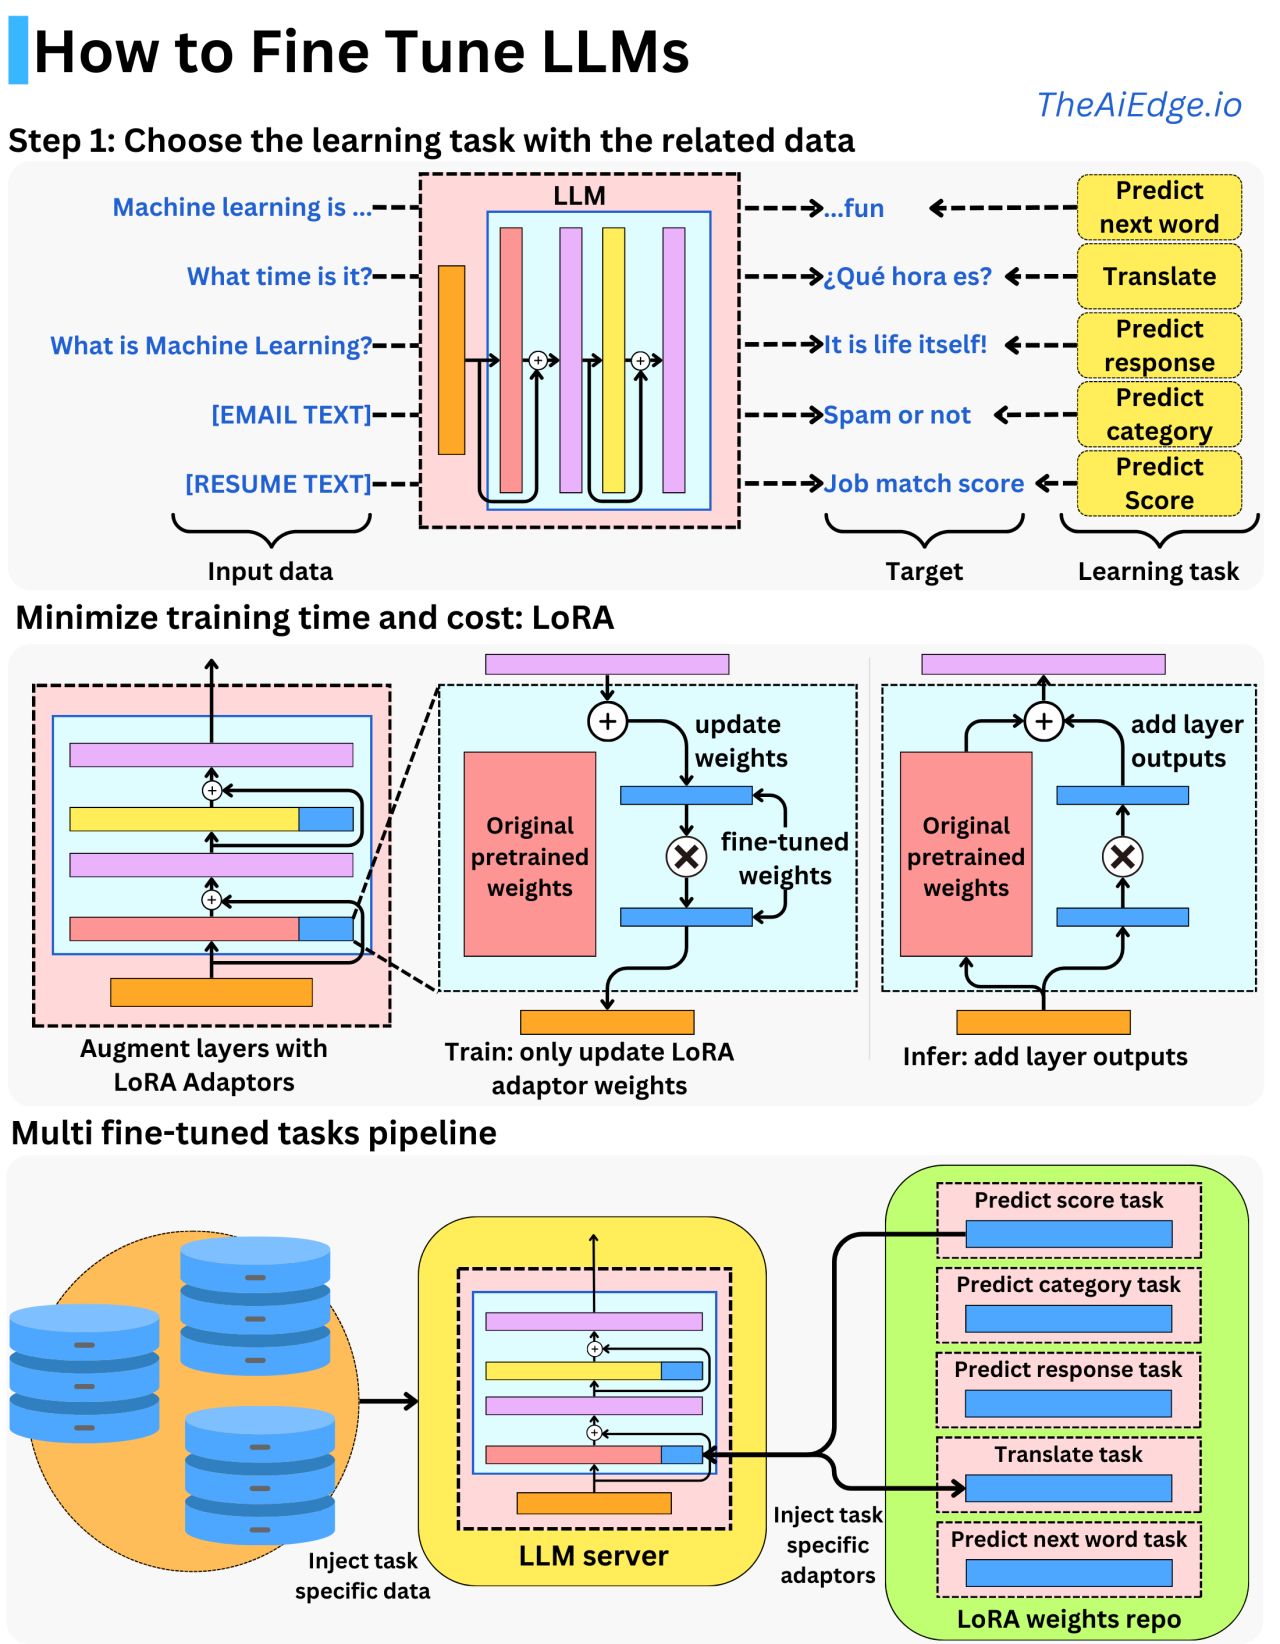 How to Fine Tune LLMs
TheAiEdge.io
Step 1: Choose the learning task with the related data
LLM
Machine learning is ...
...fun
Predict
next word
What time is it?
¿Qué hora es?
Translate
What is Machine Learning?
It is life itself!
Predict
response
[EMAIL TEXT]
Spam or not
Predict
category
[RESUME TEXT]
Job match score
Predict
Score
Input data
Target
Learning task
Minimize training time and cost: LoRA
Augment layers with
LoRA Adaptors
update
weights
Original
pretrained
weights
fine-tuned
weights
Train: only update LoRA
adaptor weights
add layer
outputs
Original
pretrained
weights
Infer: add layer outputs
Multi fine-tuned tasks pipeline
Inject task
specific data
LLM server
Inject task
specific
adaptors
Predict score task
Predict category task
Predict response task
Translate task
Predict next word task
LoRA weights repo